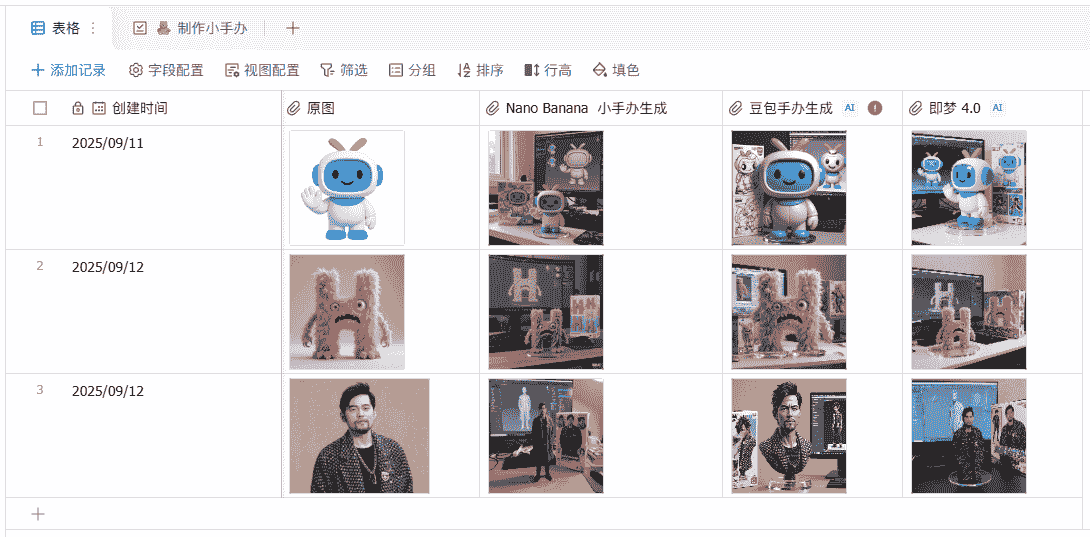 表格 制作小手办
添加记录 字段配置 视图配置 筛选 分组 排序 行高 填色
创建时间 原图 Nano Banana 小手办生成 豆包手办生成 AI 即梦 4.0 AI
1 2025/09/11
2 2025/09/12
3 2025/09/12